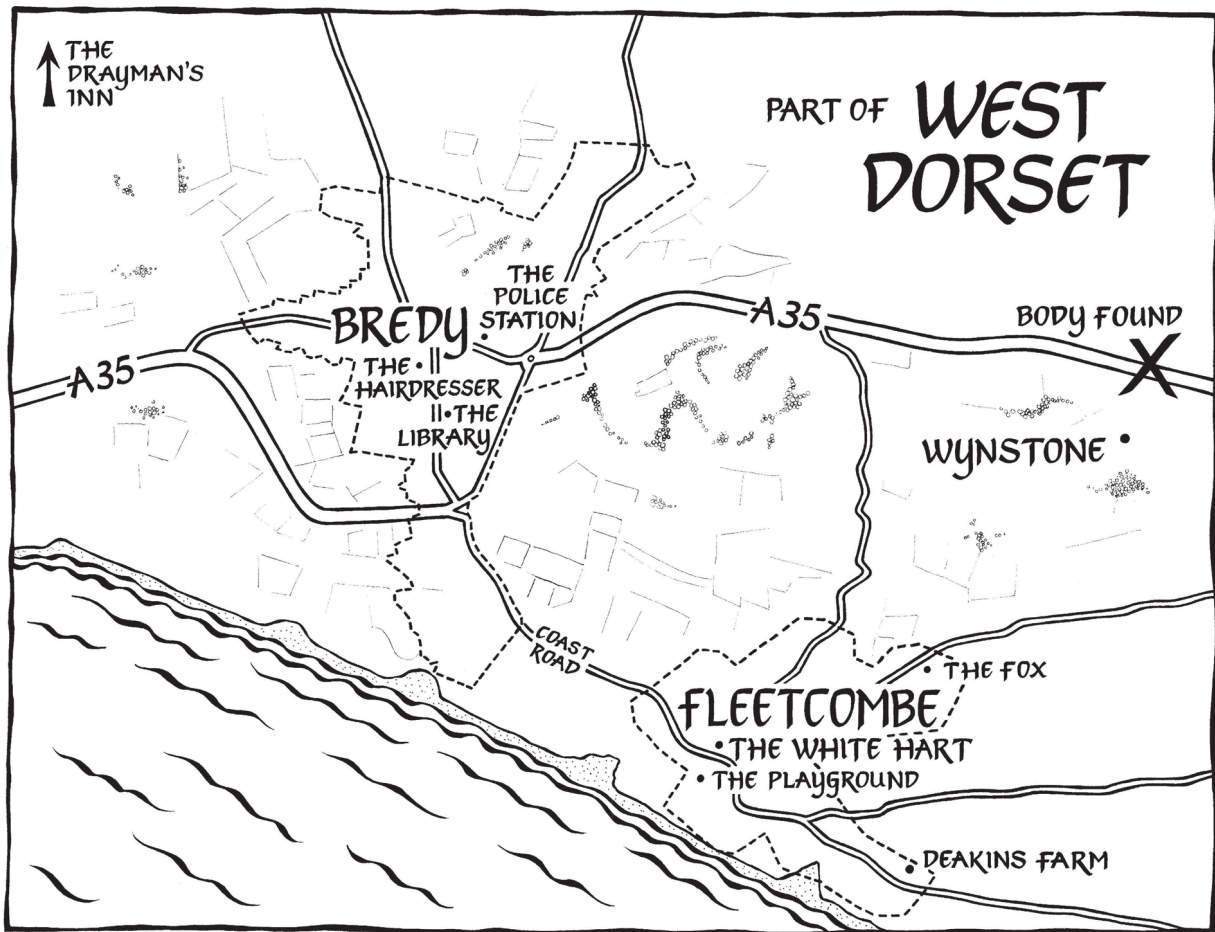 THE
DRAYMAN'S
INN
PART OF WEST
DORSET
THE
POLICE
STATION
BREDY
A35
BODY FOUND
X
A35
THE
HAIRDRESSER
THE
LIBRARY
WYNSTONE
COAST
ROAD
THE FOX
FLEETCOMBE
THE WHITE HART
THE PLAYGROUND
DEAKINS FARM